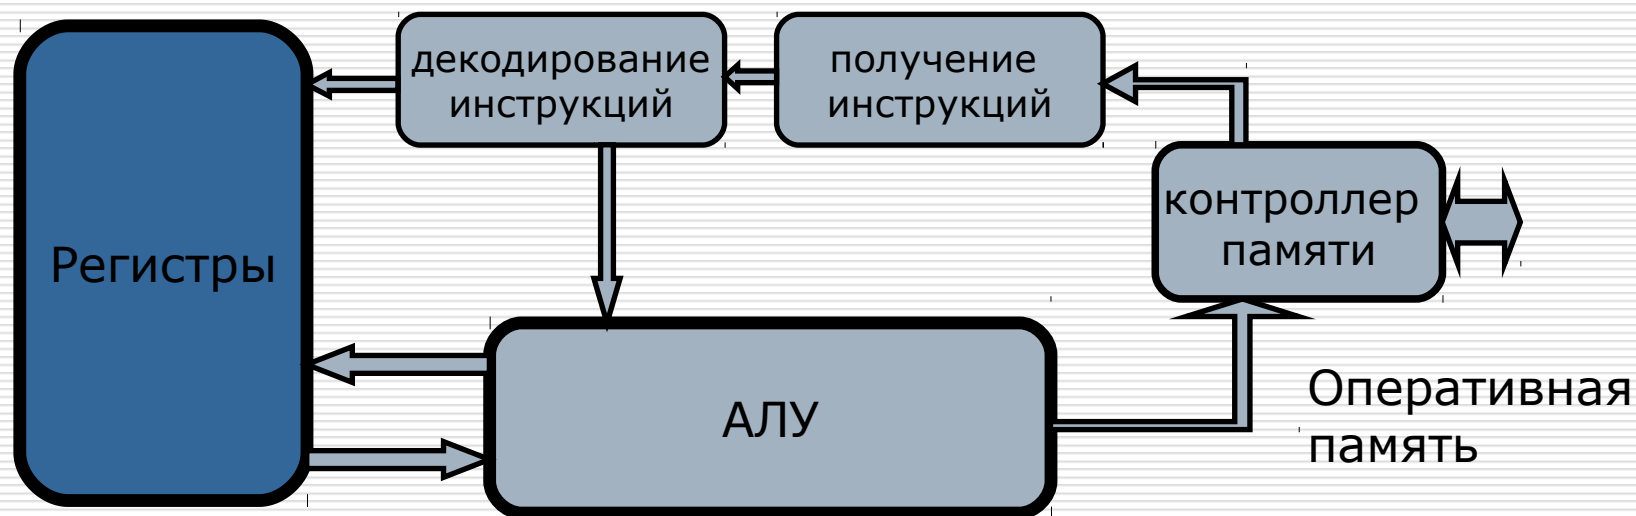 декодирование
инструкций
получение
инструкций
контроллер
памяти
Регистры
АЛУ
Оперативная
память